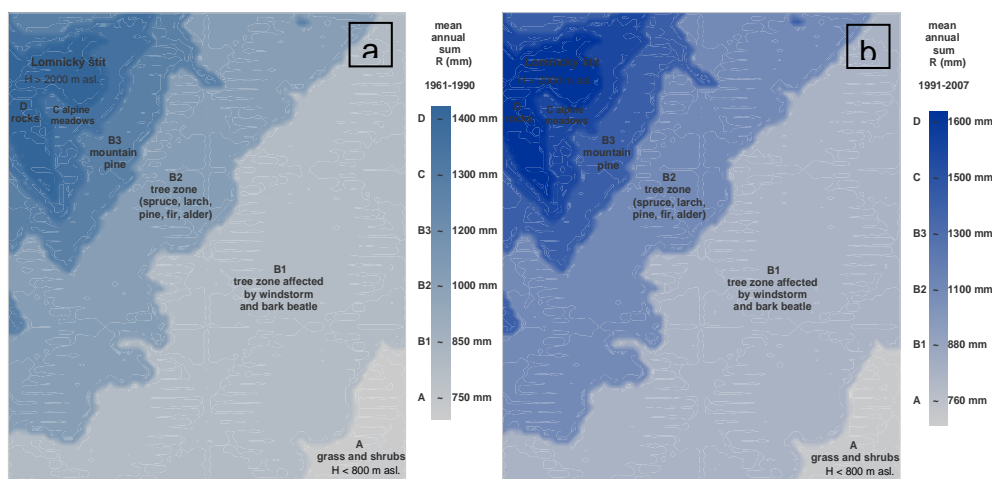 a
mean
annual
sum
R (mm)
1961-1990
Lomnický štít
H > 2000 m asl.
D
rocks
C alpine
meadows
B3
mountain
pine
B2
tree zone
(spruce, larch,
pine, fir, alder)
B1
tree zone affected
by windstorm
and bark beatle
A
grass and shrubs
H < 800 m asl.
D ~ 1400 mm
C ~ 1300 mm
B3 ~ 1200 mm
B2 ~ 1000 mm
B1 ~ 850 mm
A ~ 750 mm
b
mean
annual
sum
R (mm)
1991-2007
Lomnický štít
D
rocks
C alpine
meadows
B3
mountain
pine
B2
tree zone
(spruce, larch,
pine, fir, alder)
B1
tree zone affected
by windstorm
and bark beatle
A
grass and shrubs
H < 800 m asl.
D ~ 1600 mm
C ~ 1500 mm
B3 ~ 1300 mm
B2 ~ 1100 mm
B1 ~ 880 mm
A ~ 760 mm